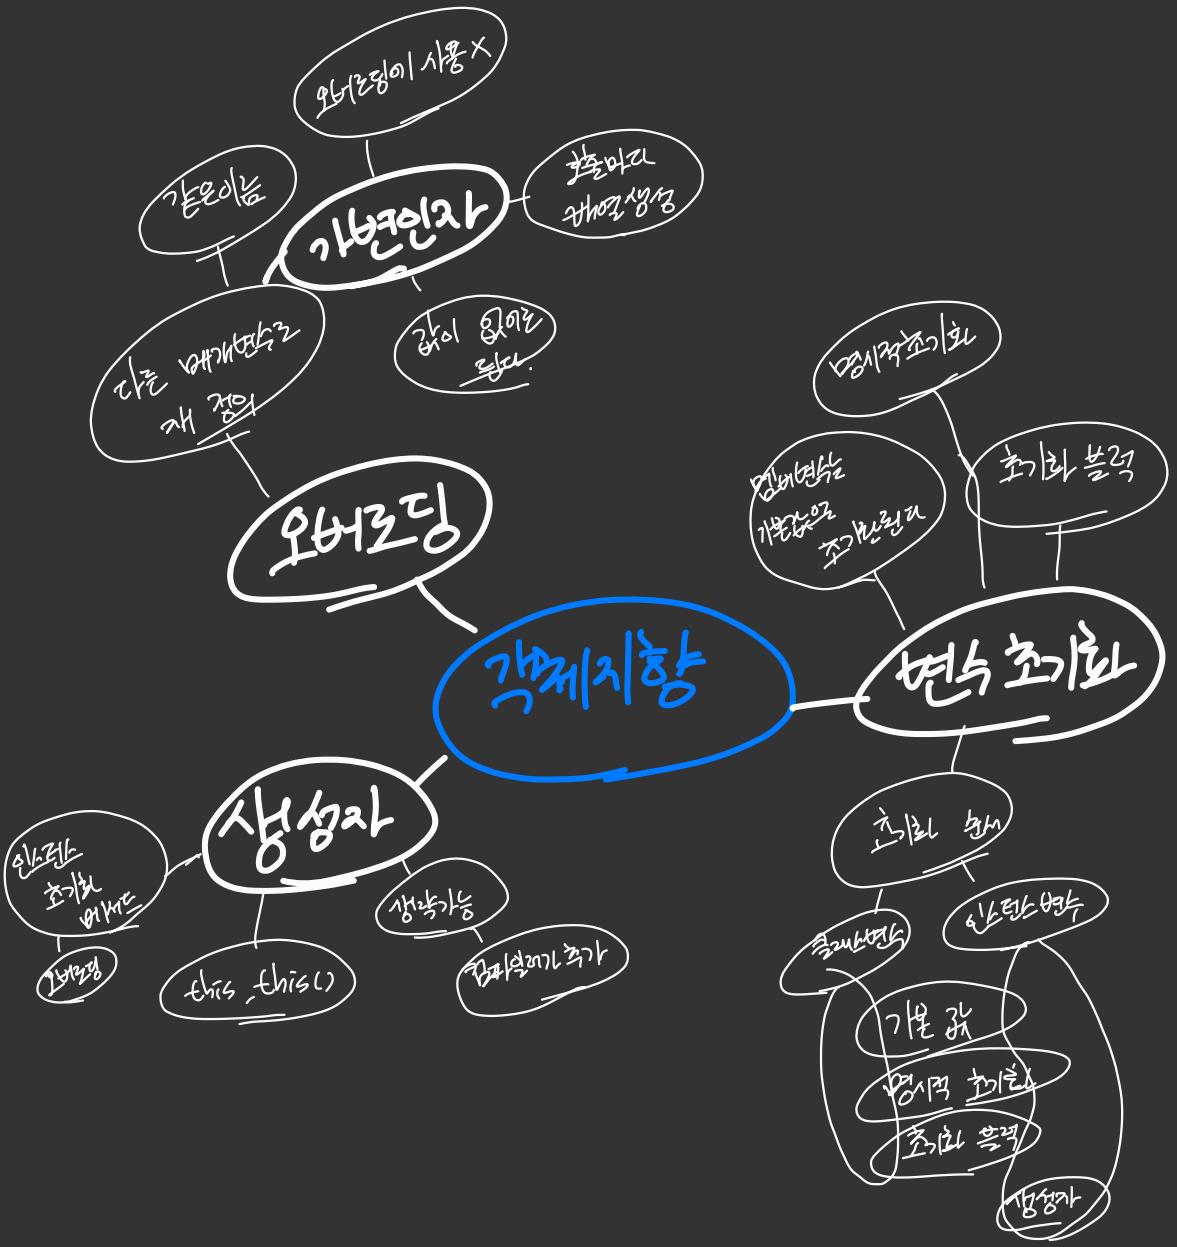 오버로딩에 사용 X
같은이름
가변인자
호출마다
배열생성
값이 없어도
된다.
다른 매개변수로
재 정의
오버로딩
명시적초기화
초기화 블럭
멤버변수는
기본값으로
초기화된다
객체지향
변수 초기화
생성자
인스턴스
초기화
메서드
오버로딩
this, this()
생략가능
컴파일러가 추가
초기화 순서
클래스변수
인스턴스변수
기본 값
명시적 초기화
초기화 블럭
생성자